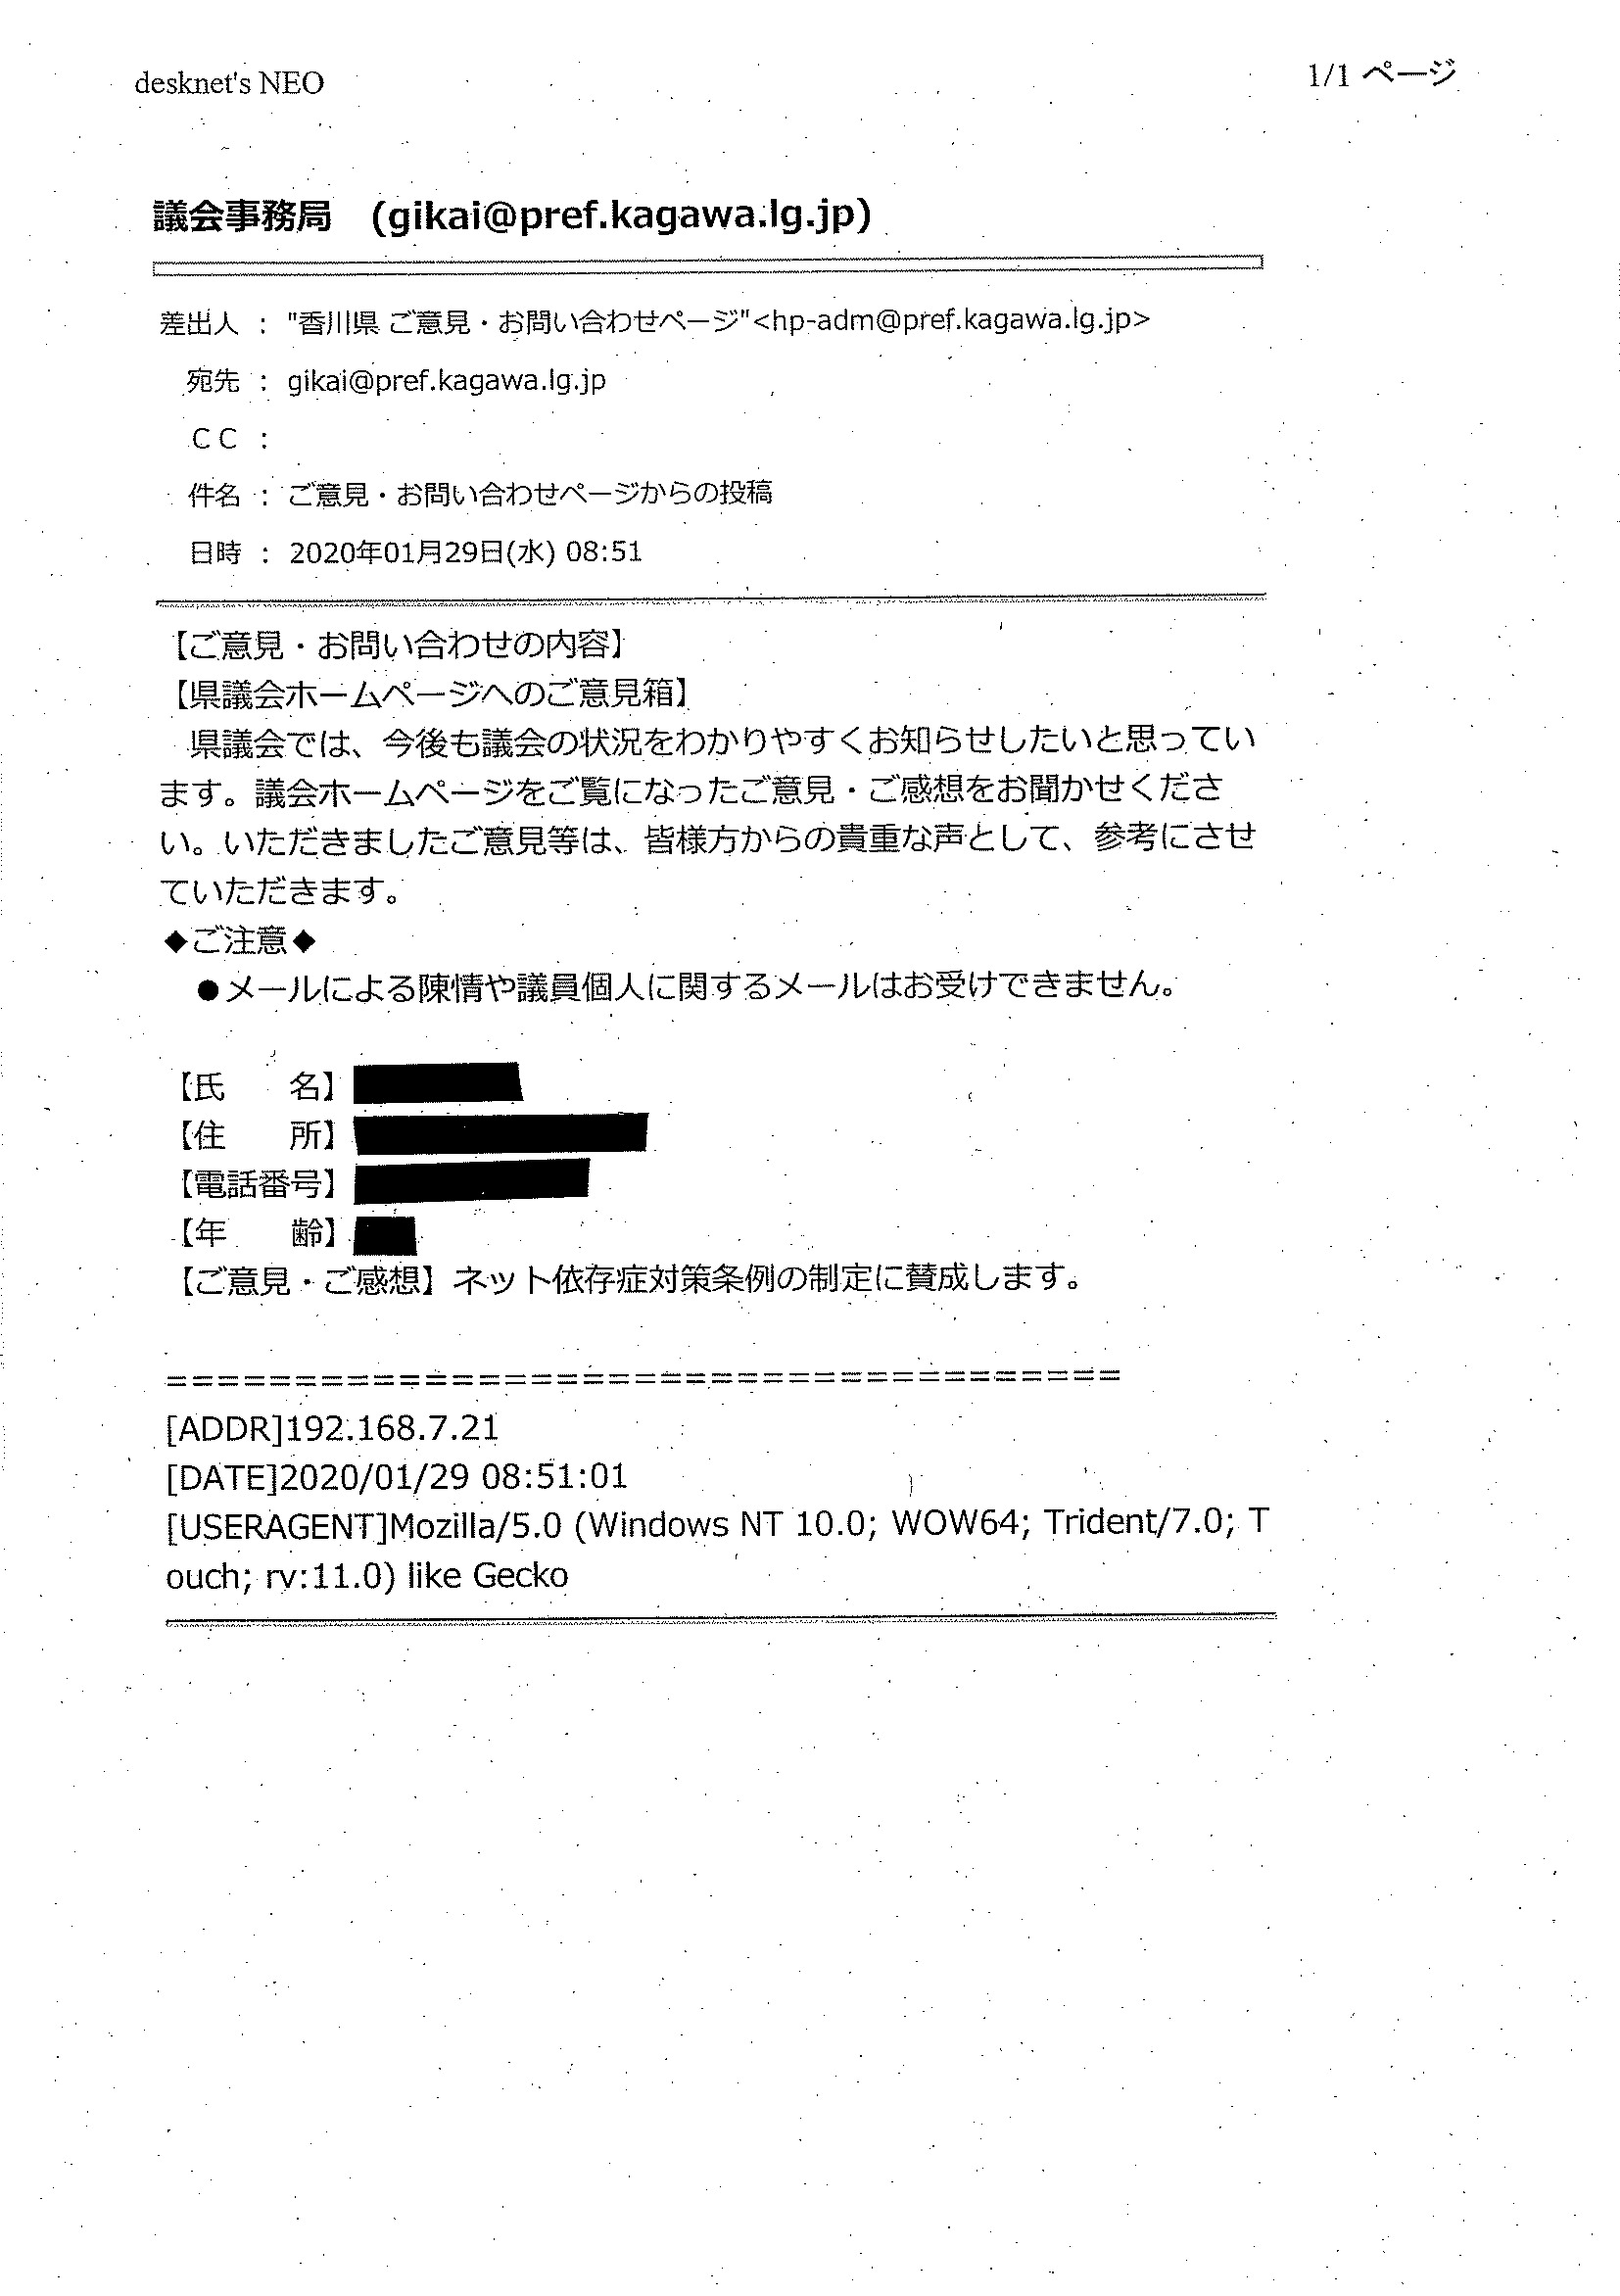 desknet's NEO
1/1 ページ
議会事務局 (gikai@pref.kagawa.lg.jp)
差出人 : "香川県 ご意見・お問い合わせページ"<hp-adm@pref.kagawa.lg.jp>
宛先 : gikai@pref.kagawa.lg.jp
CC :
件名 : ご意見・お問い合わせページからの投稿
日時 : 2020年01月29日(水) 08:51
【ご意見・お問い合わせの内容】
【県議会ホームページへのご意見箱】
県議会では、今後も議会の状況をわかりやすくお知らせしたいと思ってい
ます。議会ホームページをご覧になったご意見・ご感想をお聞かせくださ
い。いただきましたご意見等は、皆様方からの貴重な声として、参考にさせ
ていただきます。
◆ご注意◆
●メールによる陳情や議員個人に関するメールはお受けできません。
【氏　　名】
【住　　所】
【電話番号】
【年　　齢】
【ご意見・ご感想】ネット依存症対策条例の制定に賛成します。
=====================================
[ADDR]192.168.7.21
[DATE]2020/01/29 08:51:01
[USERAGENT]Mozilla/5.0 (Windows NT 10.0; WOW64; Trident/7.0; T
ouch; rv:11.0) like Gecko